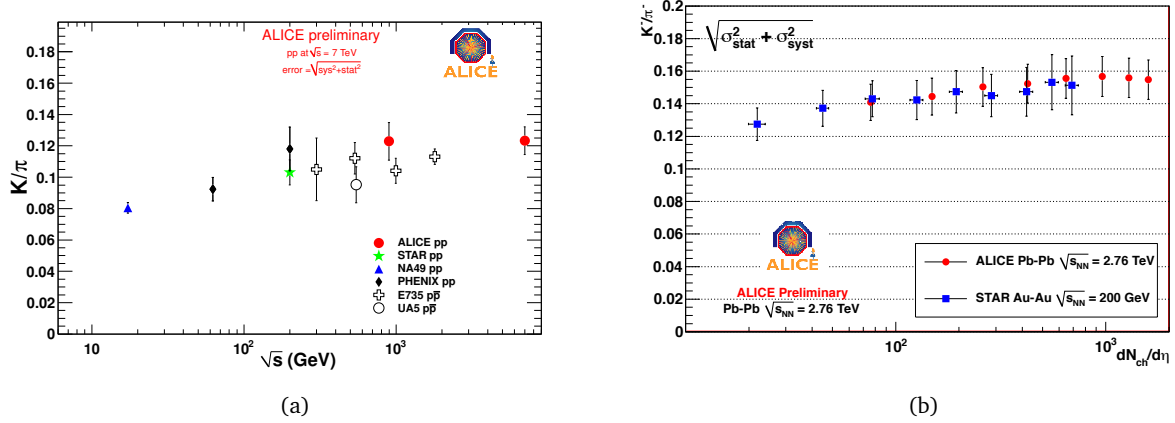 K/π
0.18
0.16
0.14
0.12
0.1
0.08
0.06
0.04
0.02
0
ALICE preliminary
pp at √s = 7 TeV
error = √sys²+stat²
ALICE
ALICE pp
STAR pp
NA49 pp
PHENIX pp
E735 pp̄
UA5 pp̄
10
10²
10³
√s (GeV)
(a)
K⁻/π⁻
0.2
0.18
0.16
0.14
0.12
0.1
0.08
0.06
0.04
0.02
0
√σ²stat + σ²syst
ALICE
ALICE Preliminary
Pb-Pb √sNN = 2.76 TeV
ALICE Pb-Pb √sNN = 2.76 TeV
STAR Au-Au √sNN = 200 GeV
10²
10³
dNch/dη
(b)